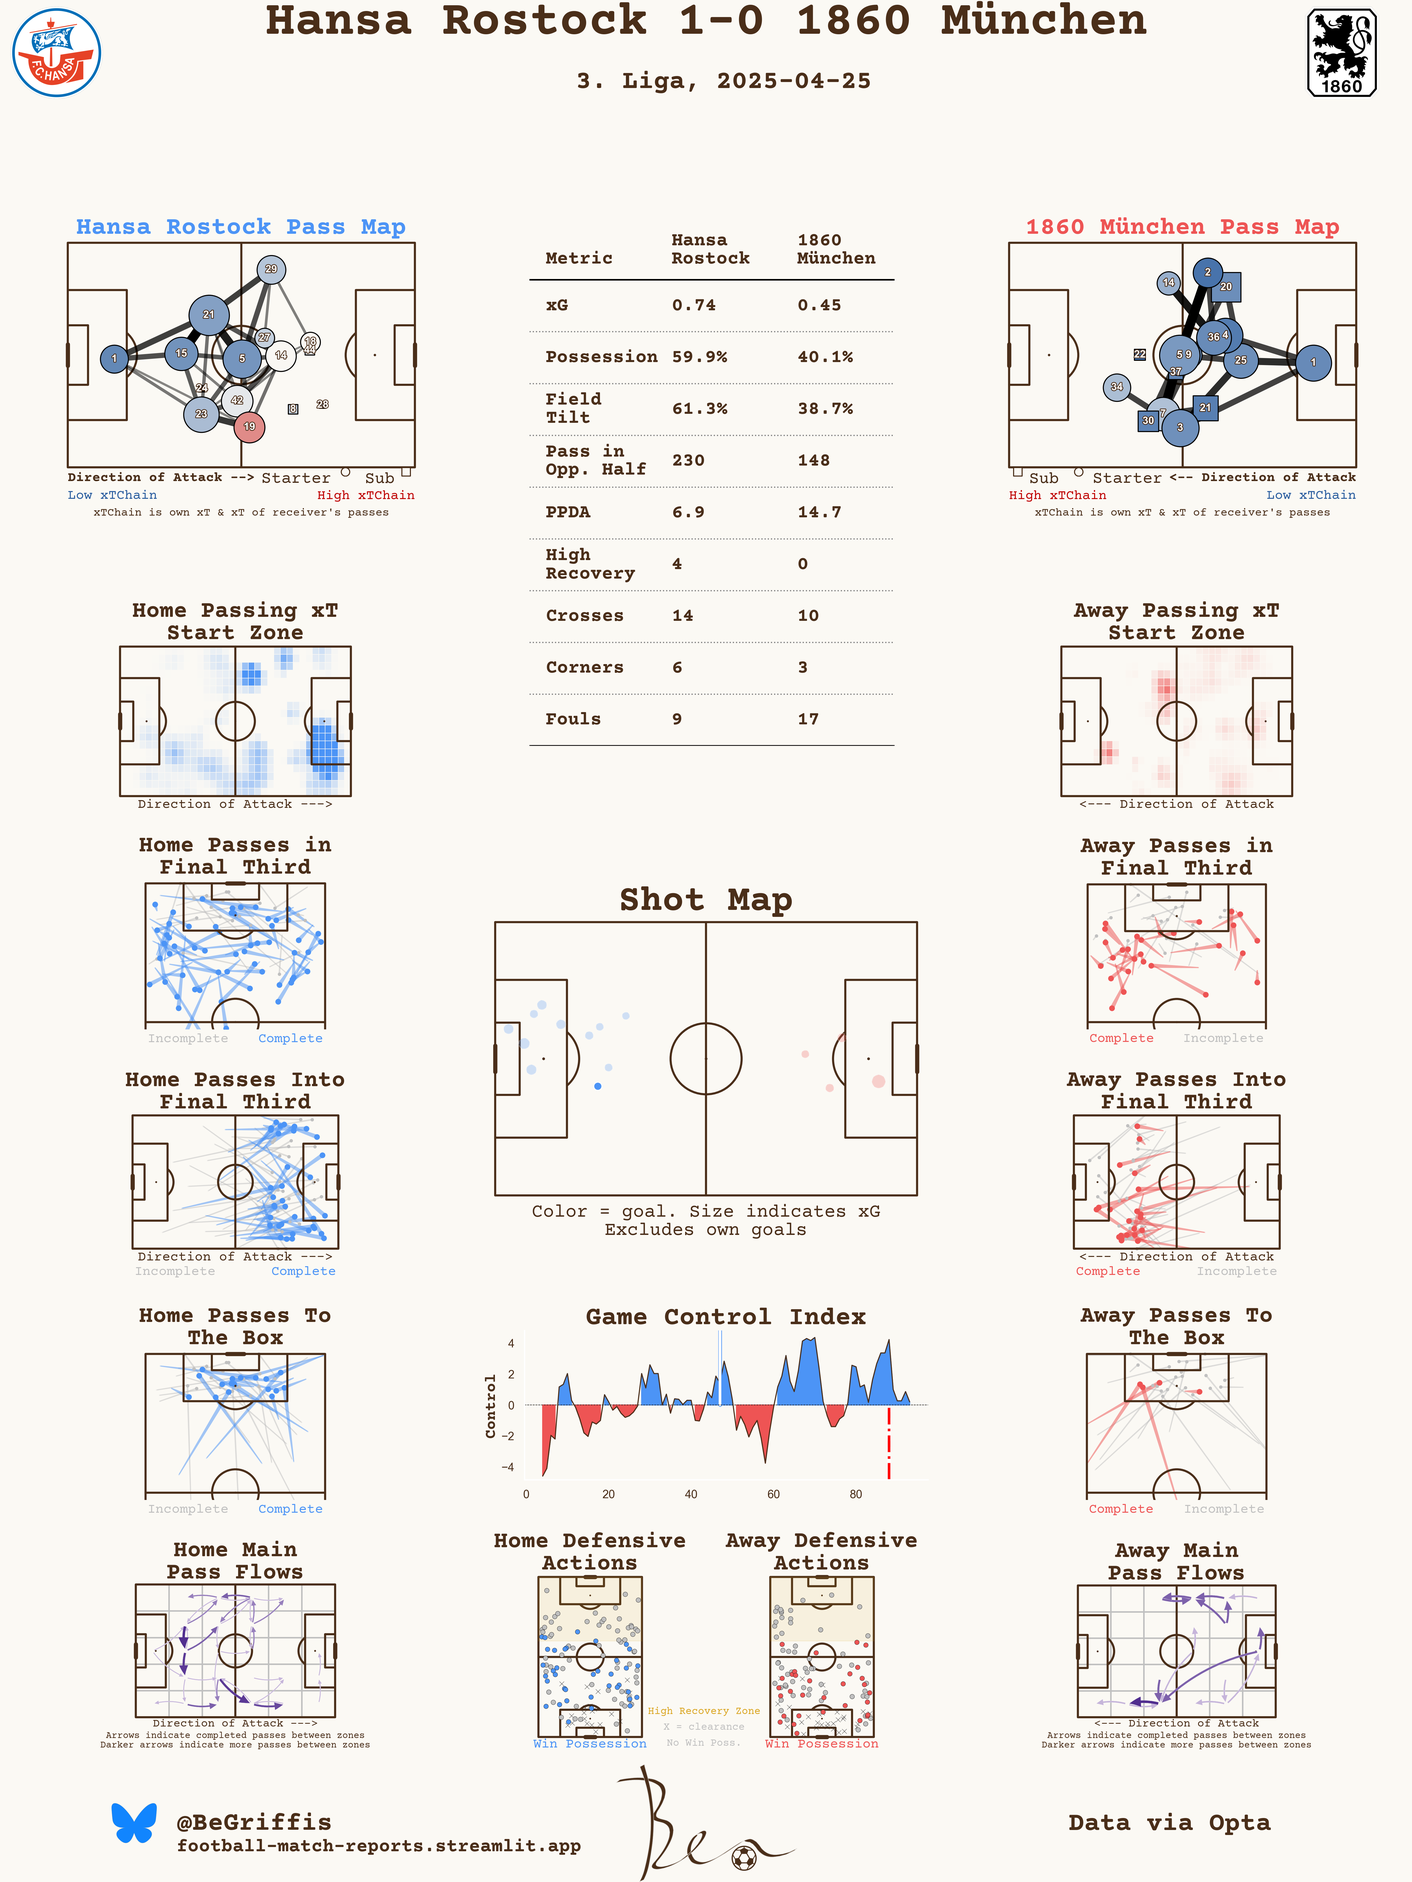 Hansa Rostock 1-0 1860 München
3. Liga, 2025-04-25
F.C. HANSA
1860
Hansa Rostock Pass Map
29
21
27
18
15
5
14
1
24
42
23
8
28
19
Direction of Attack --> Starter Sub
Low xTChain High xTChain
xTChain is own xT & xT of receiver's passes
Metric Hansa Rostock 1860 München
xG 0.74 0.45
Possession 59.9% 40.1%
Field Tilt 61.3% 38.7%
Pass in Opp. Half 230 148
PPDA 6.9 14.7
High Recovery 4 0
Crosses 14 10
Corners 6 3
Fouls 9 17
1860 München Pass Map
2
14
20
36
4
22
5
9
25
1
37
34
7
21
30
3
Sub Starter <-- Direction of Attack
High xTChain Low xTChain
xTChain is own xT & xT of receiver's passes
Home Passing xT
Start Zone
Direction of Attack --->
Away Passing xT
Start Zone
<--- Direction of Attack
Home Passes in
Final Third
Incomplete Complete
Away Passes in
Final Third
Complete Incomplete
Shot Map
Color = goal. Size indicates xG
Excludes own goals
Home Passes Into
Final Third
Direction of Attack --->
Incomplete Complete
Away Passes Into
Final Third
<--- Direction of Attack
Complete Incomplete
Home Passes To
The Box
Incomplete Complete
Game Control Index
Control
4
2
0
−2
−4
0 20 40 60 80
Away Passes To
The Box
Complete Incomplete
Home Main
Pass Flows
Direction of Attack --->
Arrows indicate completed passes between zones
Darker arrows indicate more passes between zones
Home Defensive
Actions
Win Possession
High Recovery Zone
X = clearance
No Win Poss.
Away Defensive
Actions
Win Possession
Away Main
Pass Flows
<--- Direction of Attack
Arrows indicate completed passes between zones
Darker arrows indicate more passes between zones
@BeGriffis
football-match-reports.streamlit.app
Ben
Data via Opta